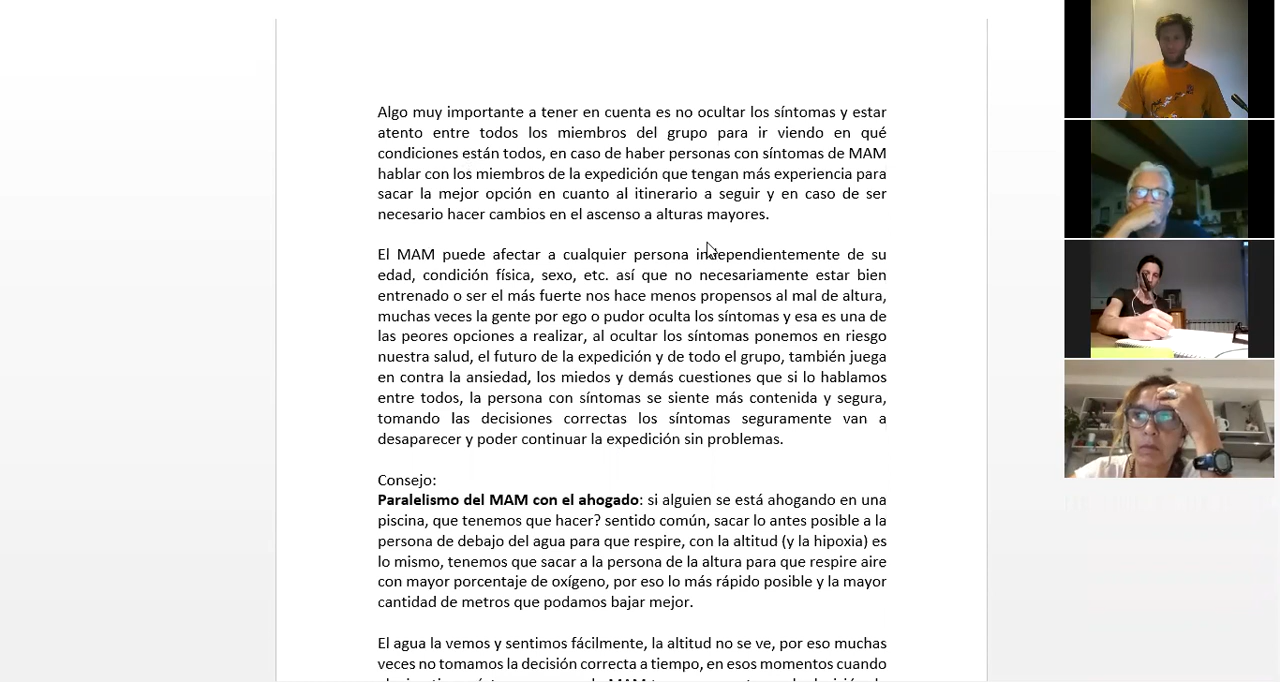 Algo muy importante a tener en cuenta es no ocultar los síntomas y estar
atento entre todos los miembros del grupo para ir viendo en qué
condiciones están todos, en caso de haber personas con síntomas de MAM
hablar con los miembros de la expedición que tengan más experiencia para
sacar la mejor opción en cuanto al itinerario a seguir y en caso de ser
necesario hacer cambios en el ascenso a alturas mayores.
El MAM puede afectar a cualquier persona independientemente de su
edad, condición física, sexo, etc. así que no necesariamente estar bien
entrenado o ser el más fuerte nos hace menos propensos al mal de altura,
muchas veces la gente por ego o pudor oculta los síntomas y esa es una de
las peores opciones a realizar, al ocultar los síntomas ponemos en riesgo
nuestra salud, el futuro de la expedición y de todo el grupo, también juega
en contra la ansiedad, los miedos y demás cuestiones que si lo hablamos
entre todos, la persona con síntomas se siente más contenida y segura,
tomando las decisiones correctas los síntomas seguramente van a
desaparecer y poder continuar la expedición sin problemas.
Consejo:
Paralelismo del MAM con el ahogado: si alguien se está ahogando en una
piscina, que tenemos que hacer? sentido común, sacar lo antes posible a la
persona de debajo del agua para que respire, con la altitud (y la hipoxia) es
lo mismo, tenemos que sacar a la persona de la altura para que respire aire
con mayor porcentaje de oxígeno, por eso lo más rápido posible y la mayor
cantidad de metros que podamos bajar mejor.
El agua la vemos y sentimos fácilmente, la altitud no se ve, por eso muchas
veces no tomamos la decisión correcta a tiempo, en esos momentos cuando